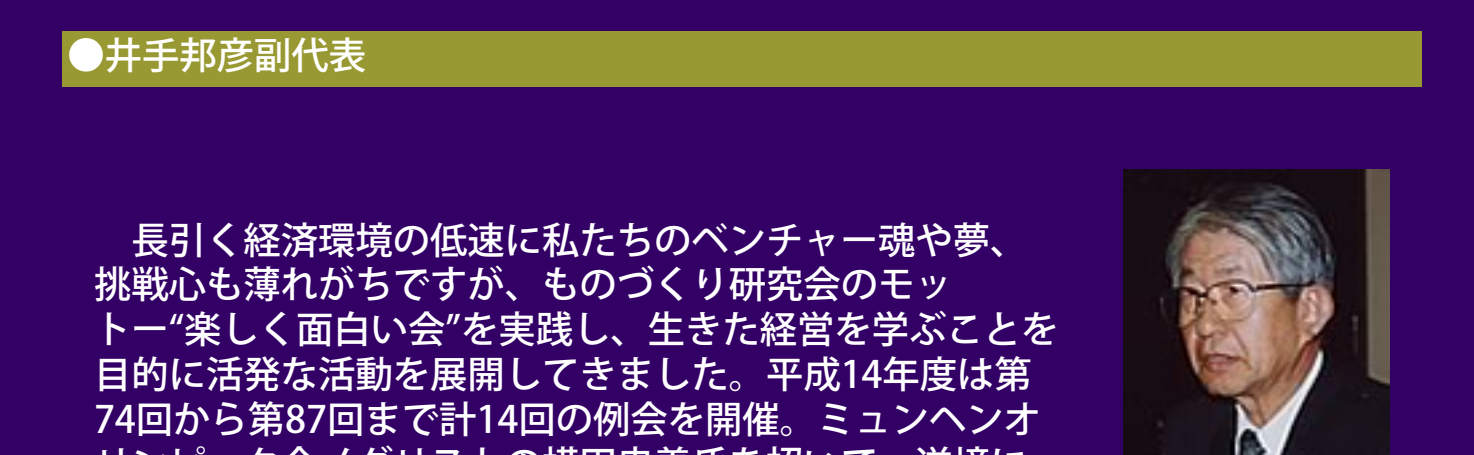 ●井手邦彦副代表
長引く経済環境の低速に私たちのベンチャー魂や夢、
挑戦心も薄れがちですが、ものづくり研究会のモッ
トー“楽しく面白い会”を実践し、生きた経営を学ぶことを
目的に活発な活動を展開してきました。平成14年度は第
74回から第87回まで計14回の例会を開催。ミュンヘンオ